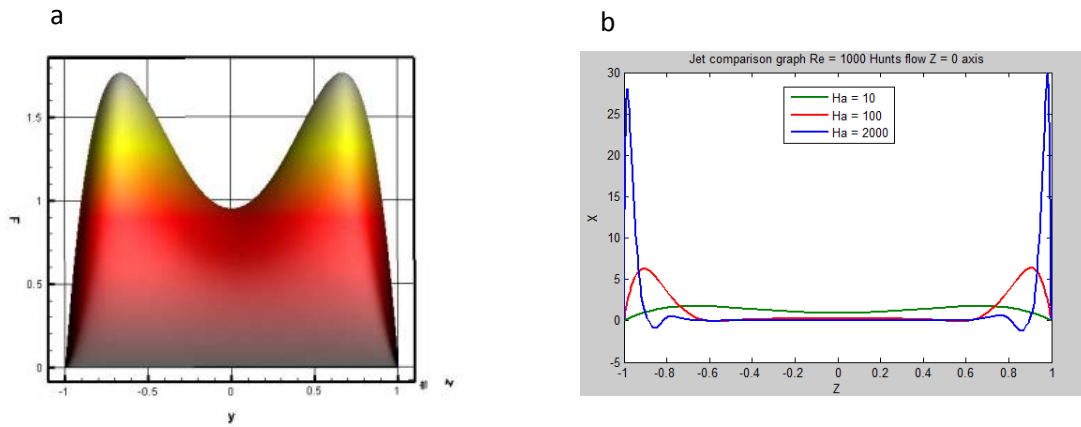 a
b
1.5
1
0.5
0
-1
-0.5
0
0.5
1
y
Jet comparison graph Re = 1000 Hunts flow Z = 0 axis
30
25
20
15
10
5
0
-5
X
Ha = 10
Ha = 100
Ha = 2000
-1 -0.8 -0.6 -0.4 -0.2 0 0.2 0.4 0.6 0.8 1
Z